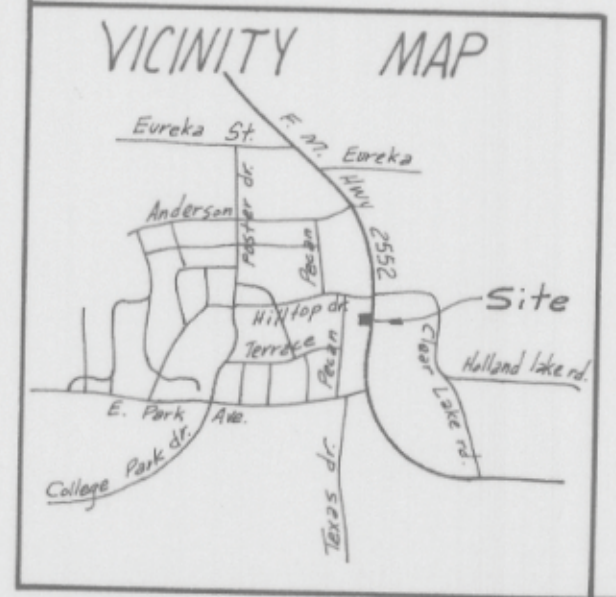 VICINITY MAP
Eureka St.
F. M. HWY 2552
Eureka
Foster dr.
Anderson
Pecan
Hilltop dr.
Site
Terrace
Pecan
Clear Lake rd.
Holland lake rd.
E. Park Ave.
College Park dr.
Texas dr.